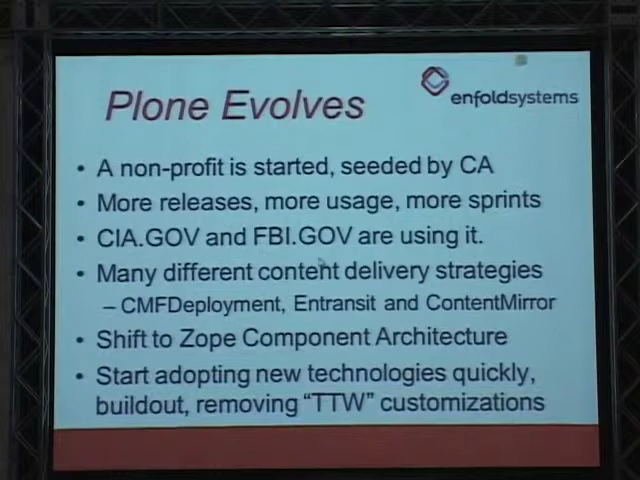 enfoldsystems
Plone Evolves
• A non-profit is started, seeded by CA
• More releases, more usage, more sprints
• CIA.GOV and FBI.GOV are using it.
• Many different content delivery strategies
– CMFDeployment, Entransit and ContentMirror
• Shift to Zope Component Architecture
• Start adopting new technologies quickly,
buildout, removing “TTW” customizations